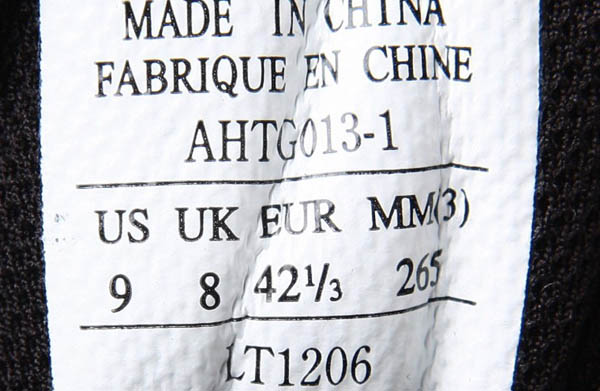 MADE IN CHINA
FABRIQUE EN CHINE
AHTG013-1
US UK EUR MM(3)
9 8 42⅓ 265
LT1206